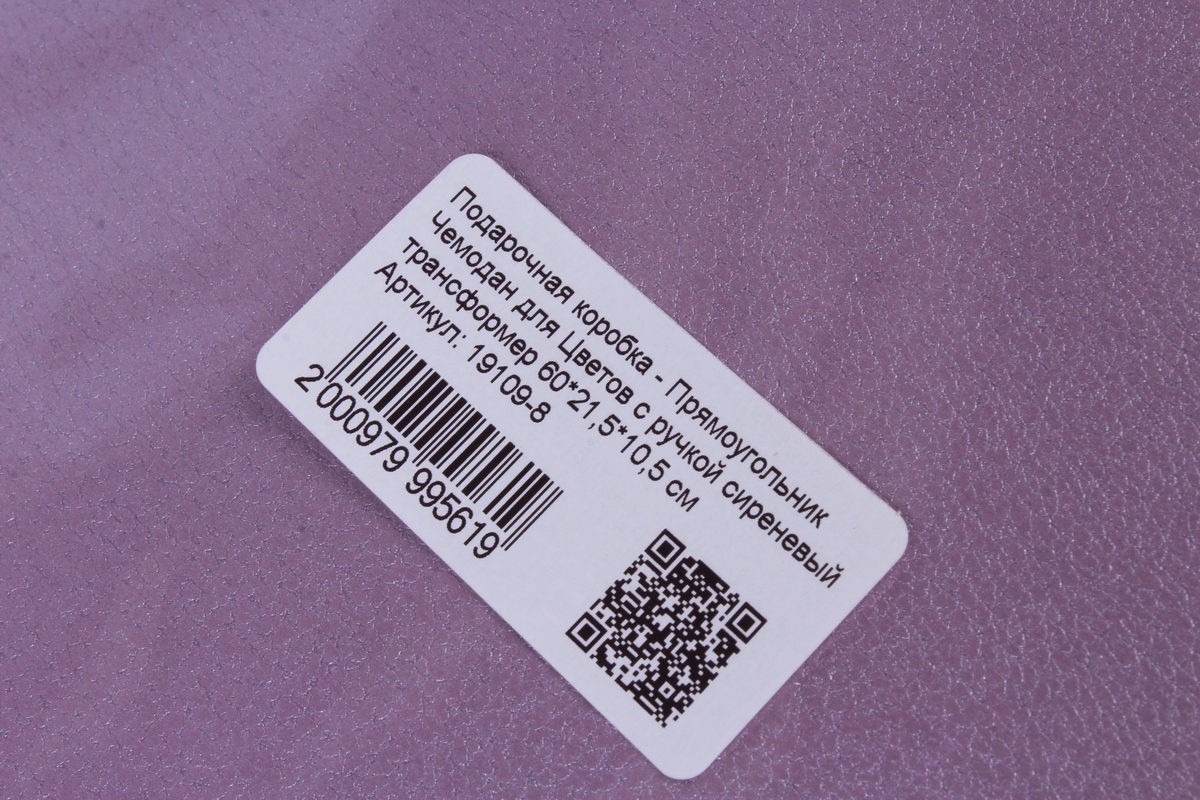 Подарочная коробка - Прямоугольник
Чемодан для Цветов с ручкой сиреневый
трансформер 60*21,5*10,5 см
Артикул: 19109-8
2 000979 995619